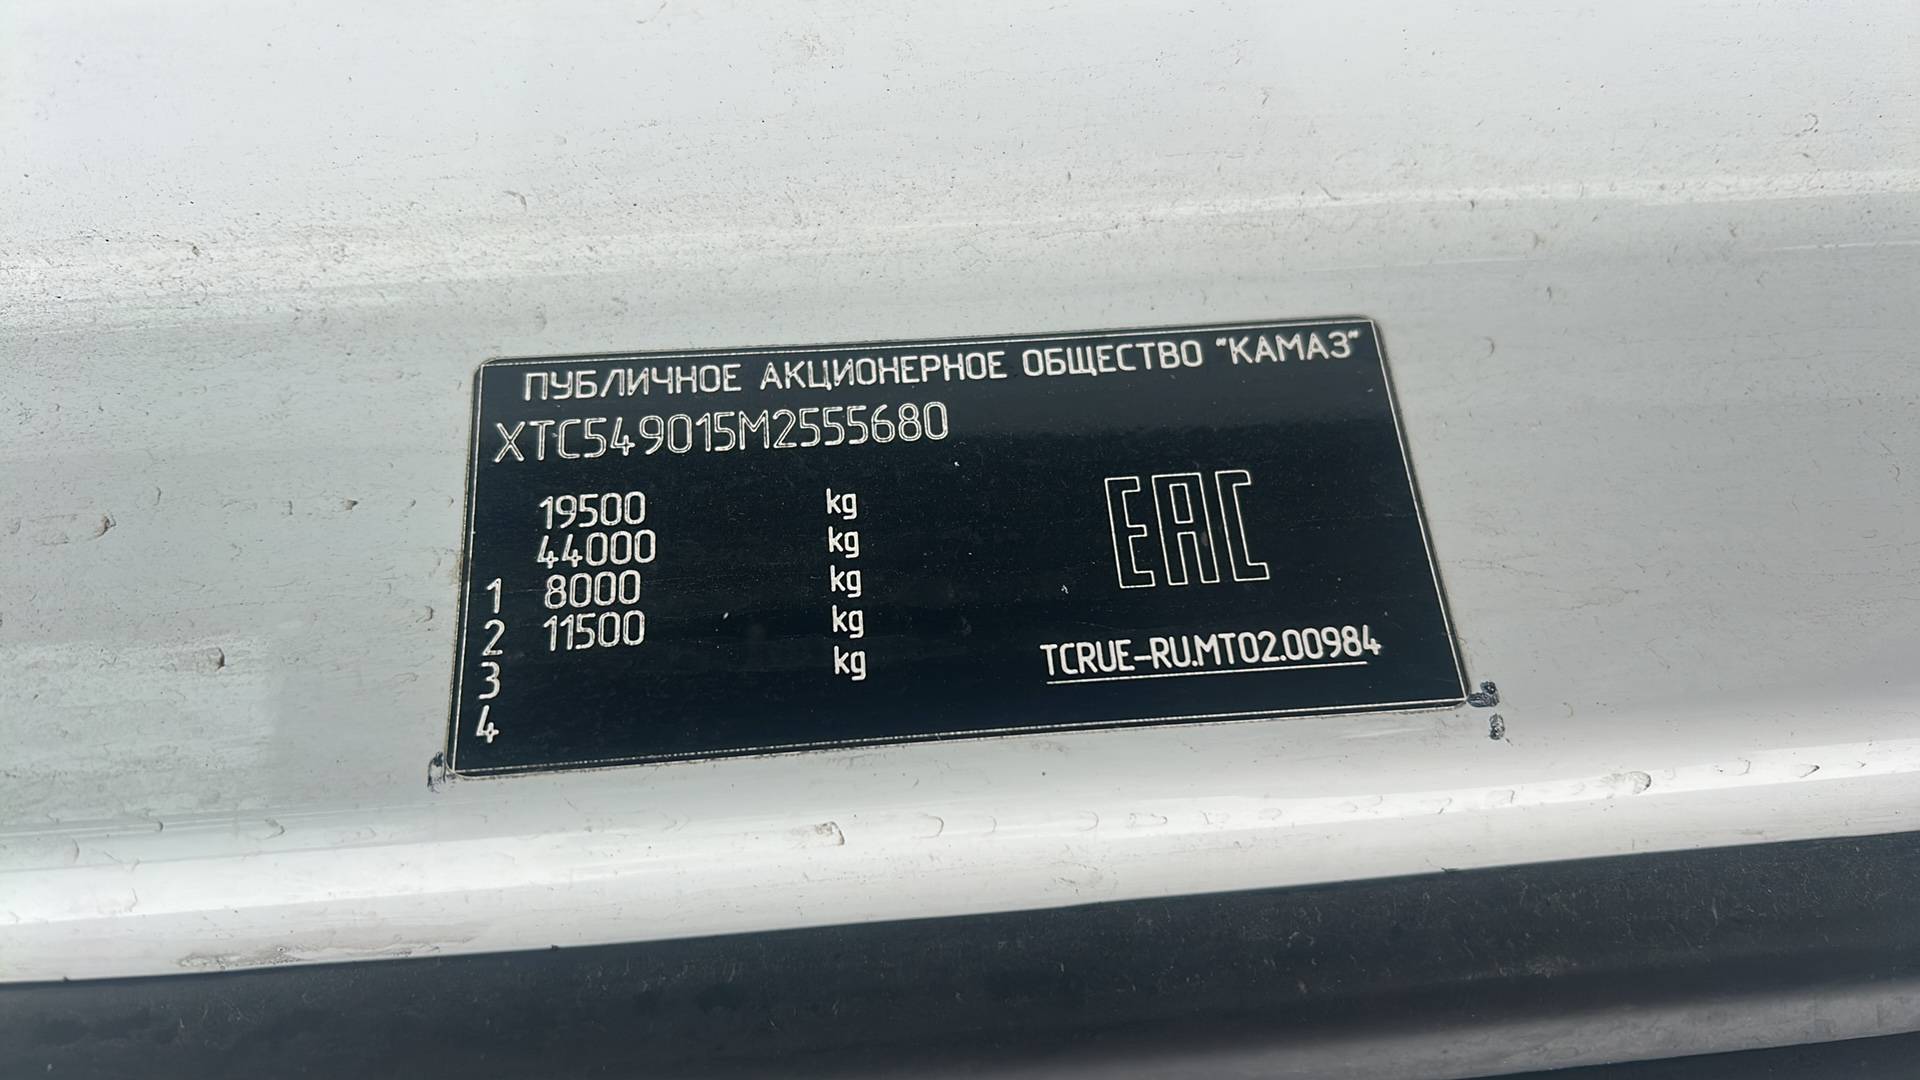 ПУБЛИЧНОЕ АКЦИОНЕРНОЕ ОБЩЕСТВО "КАМАЗ"
XTC549015M2555680
19500 kg
44000 kg
1 8000 kg
2 11500 kg
3 kg
4
EAC
TCRUE-RU.MT02.00984